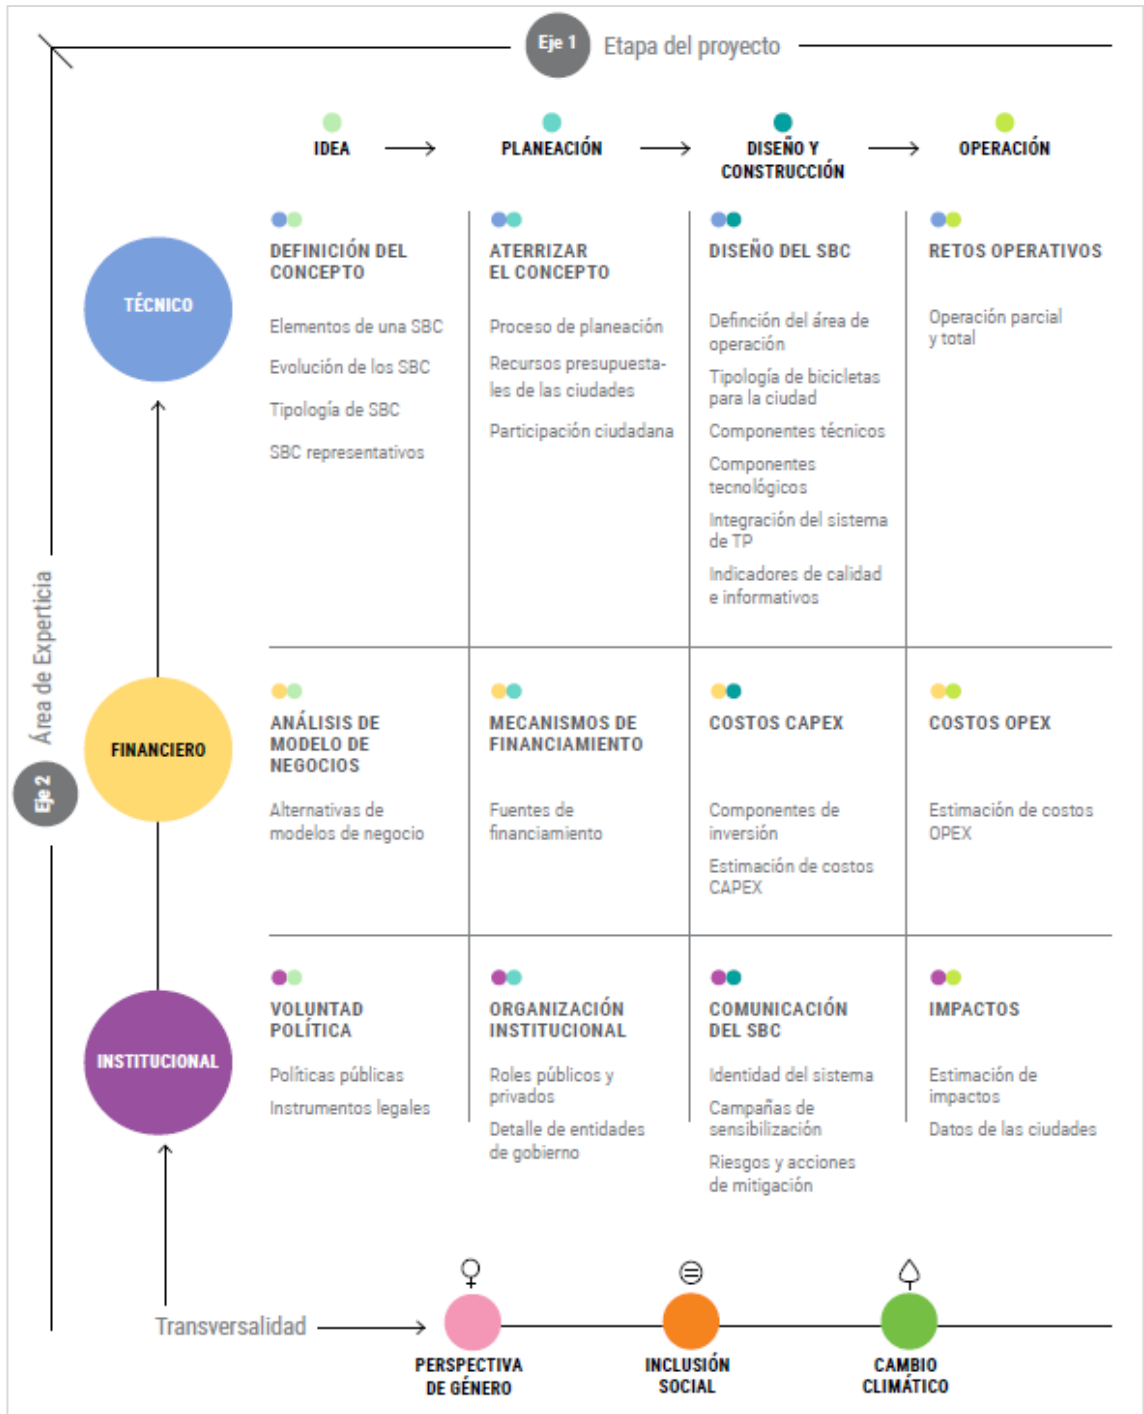 Eje 1
Etapa del proyecto
IDEA
PLANEACIÓN
DISEÑO Y
CONSTRUCCIÓN
OPERACIÓN
Eje 2
Área de Experticia
TÉCNICO
DEFINICIÓN DEL
CONCEPTO
Elementos de una SBC
Evolución de los SBC
Tipología de SBC
SBC representativos
ATERRIZAR
EL CONCEPTO
Proceso de planeación
Recursos presupuesta-
les de las ciudades
Participación ciudadana
DISEÑO DEL SBC
Definción del área de
operación
Tipología de bicicletas
para la ciudad
Componentes técnicos
Componentes
tecnológicos
Integración del sistema
de TP
Indicadores de calidad
e informativos
RETOS OPERATIVOS
Operación parcial
y total
FINANCIERO
ANÁLISIS DE
MODELO DE
NEGOCIOS
Alternativas de
modelos de negocio
MECANISMOS DE
FINANCIAMIENTO
Fuentes de
financiamiento
COSTOS CAPEX
Componentes de
inversión
Estimación de costos
CAPEX
COSTOS OPEX
Estimación de costos
OPEX
INSTITUCIONAL
VOLUNTAD
POLÍTICA
Políticas públicas
Instrumentos legales
ORGANIZACIÓN
INSTITUCIONAL
Roles públicos y
privados
Detalle de entidades
de gobierno
COMUNICACIÓN
DEL SBC
Identidad del sistema
Campañas de
sensibilización
Riesgos y acciones
de mitigación
IMPACTOS
Estimación de
impactos
Datos de las ciudades
Transversalidad
PERSPECTIVA
DE GÉNERO
INCLUSIÓN
SOCIAL
CAMBIO
CLIMÁTICO